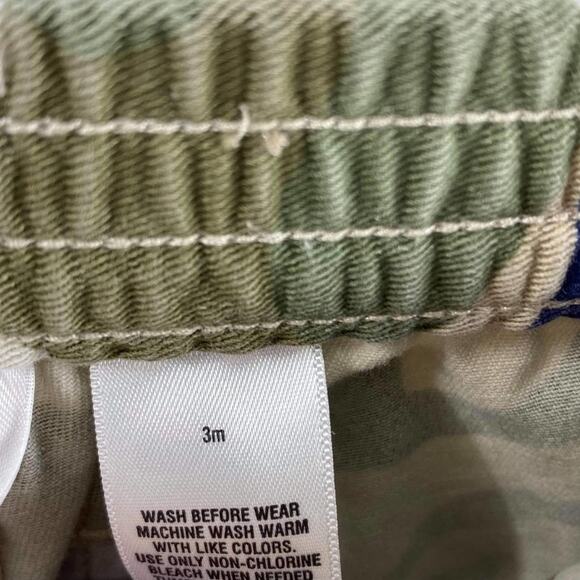 3m
WASH BEFORE WEAR
MACHINE WASH WARM
WITH LIKE COLORS.
USE ONLY NON-CHLORINE
BLEACH WHEN NEEDED